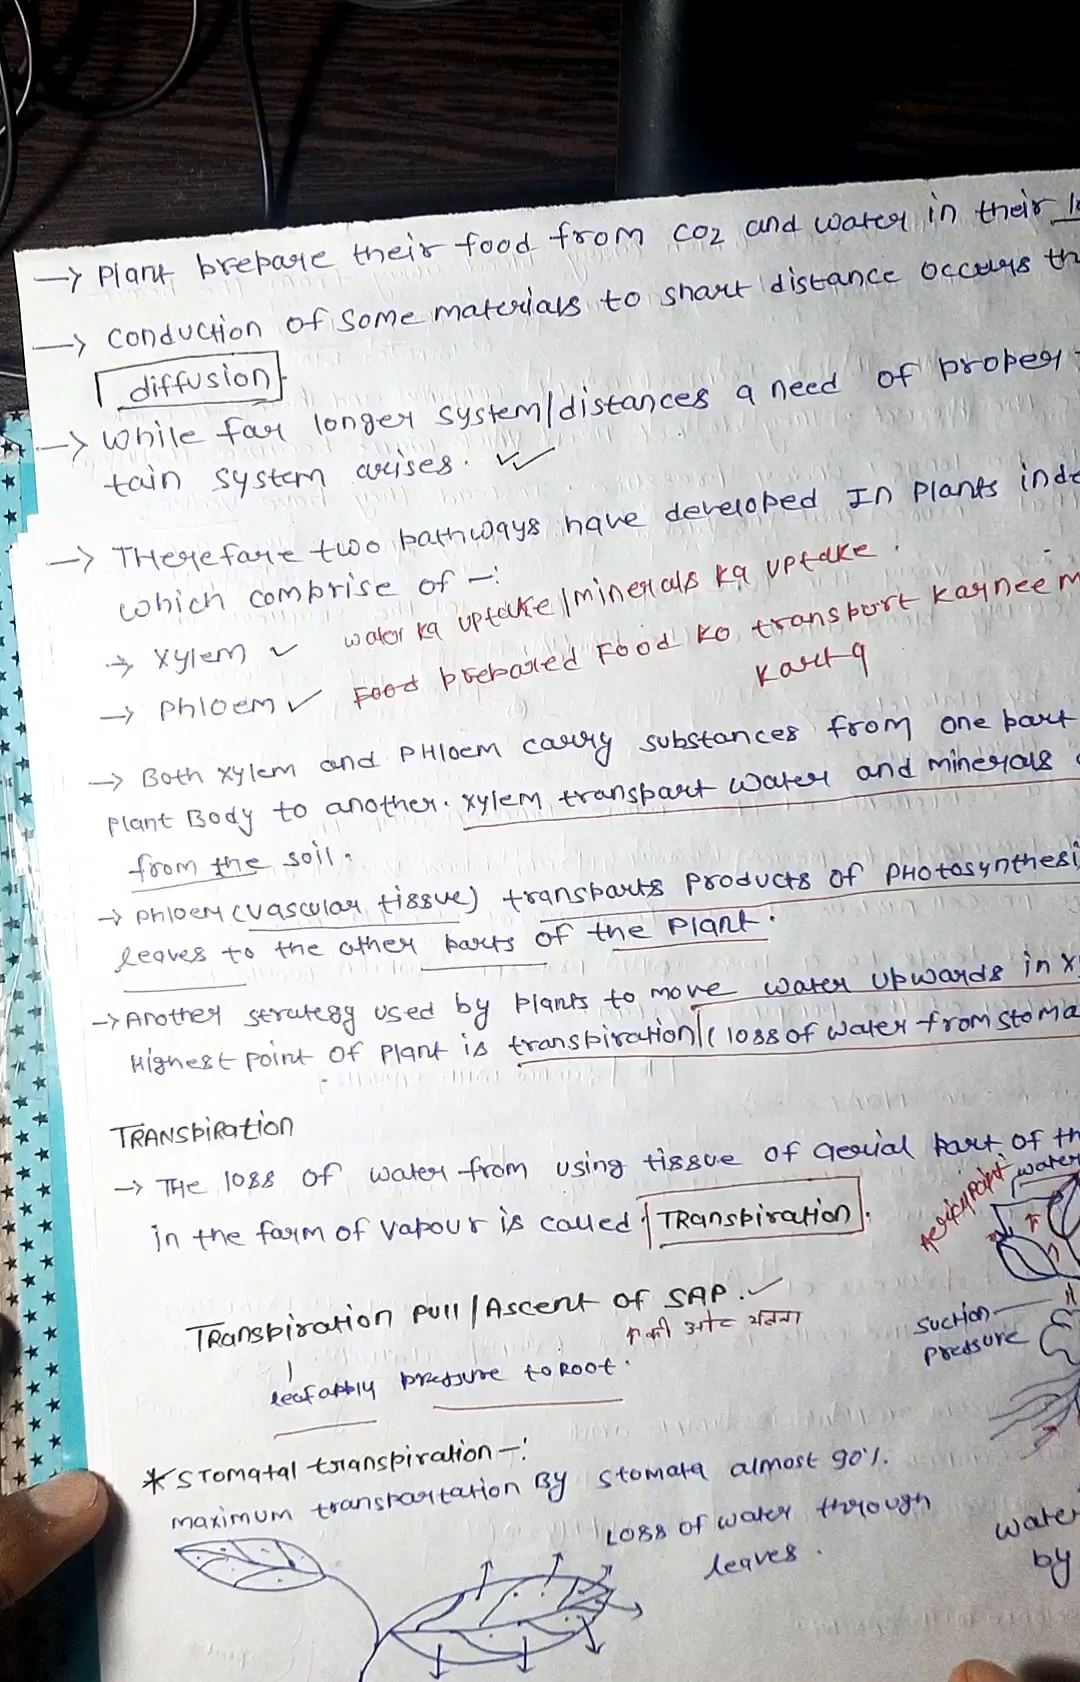 → Plant prepare their food from CO2 and water in their
→ conduction of some materials to short distance occurs
diffusion
→ While for longer system/distances a need of proper
tain system arises.
→ Therefore two pathways have developed In Plants
which comprise of -:
→ Xylem water ka uptake/minerals ka uptake.
→ Phloem Food prepared Food ko transport karnee
karta
→ Both xylem and PHloem carry substances from one part
Plant Body to another. xylem transport water and minerals
from the soil.
→ Phloem (vascular tissue) transports products of PHotosynthesi
leaves to the other parts of the Plant.
→ Another strategy used by plants to move water upwards in
Highest point of Plant is transpiration (loss of water from stoma
TRANSpiRation
→ THe loss of water from using tissue of aerial part of
in the form of vapour is called TRanspiration.
Aerial point water
TRanspiration Pull/Ascent of SAP.
की
suction
pressure
leaf apply pressure to Root.
* STomatal transpiration -:
maximum transportation By stomata almost 90%.
Loss of water through
leaves.
by